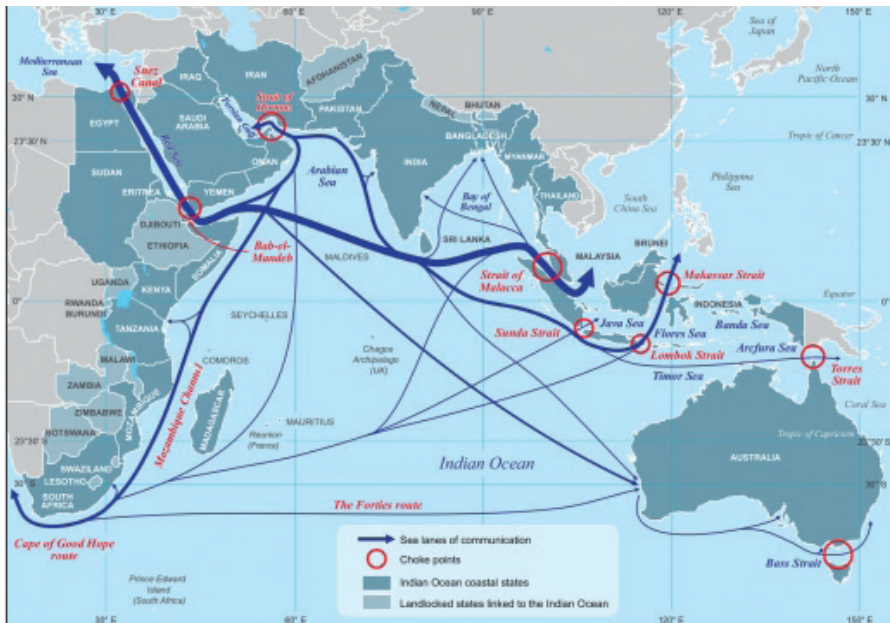 30° E
60° E
90° E
120° E
150° E
Mediterranean
Sea
Suez
Canal
IRAQ
IRAN
AFGHANISTAN
Sea of
Japan
North
Pacific Ocean
30° N
30° N
EGYPT
SAUDI
ARABIA
Persian Gulf
Strait of
Hormuz
PAKISTAN
NEPAL
BHUTAN
BANGLADESH
23°30' N
23°30' N
Tropic of Cancer
Red Sea
OMAN
INDIA
MYANMAR
SUDAN
Arabian
Sea
THAILAND
Philippine
Sea
ERITREA
YEMEN
Bay of
Bengal
South
China Sea
DJIBOUTI
ETHIOPIA
Bab-el-
Mandeb
SOMALIA
MALDIVES
SRI LANKA
MALAYSIA
BRUNEI
Strait of
Malacca
Makassar Strait
UGANDA
KENYA
RWANDA
BURUNDI
0°
0°
Equator
INDONESIA
TANZANIA
SEYCHELLES
Sunda Strait
Java Sea
Flores Sea
Banda Sea
Lombok Strait
Arcfura Sea
Timor Sea
Torres
Strait
MALAWI
COMOROS
Chagos
Archipelago
(UK)
ZAMBIA
ZIMBABWE
MOZAMBIQUE
Moçambique Channel
MADAGASCAR
MAURITIUS
Reunion
(France)
BOTSWANA
Coral Sea
23°30' S
23°30' S
Tropic of Capricorn
AUSTRALIA
Indian Ocean
SWAZILAND
LESOTHO
30° S
30° S
SOUTH
AFRICA
The Forties route
Cape of Good Hope
route
Bass Strait
Prince Edward
Island
(South Africa)
Sea lanes of communication
Choke points
Indian Ocean coastal states
Landlocked states linked to the Indian Ocean
30° E
60° E
90° E
120° E
150° E